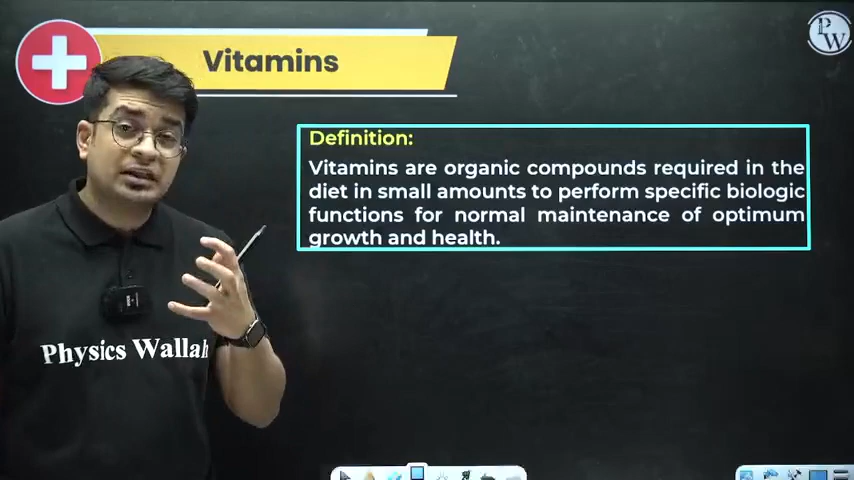 Vitamins
PW
Definition:
Vitamins are organic compounds required in the
diet in small amounts to perform specific biologic
functions for normal maintenance of optimum
growth and health.
Physics Wallah